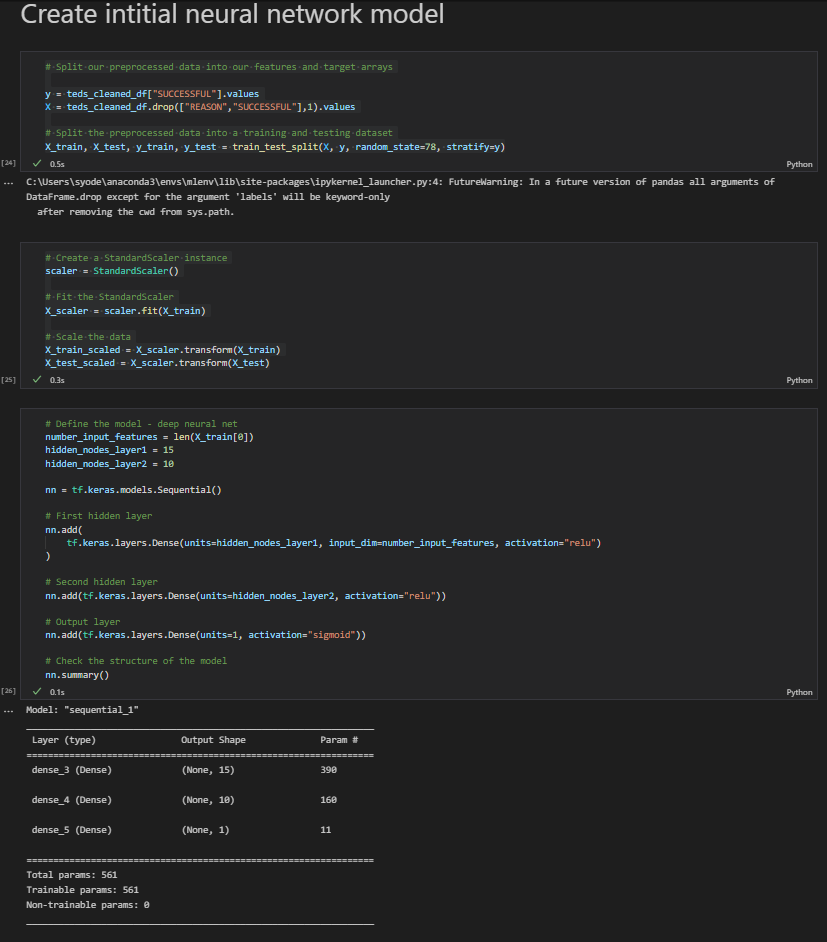 Create intitial neural network model
# Split our preprocessed data into our features and target arrays
y = teds_cleaned_df["SUCCESSFUL"].values
X = teds_cleaned_df.drop(["REASON","SUCCESSFUL"],1).values
# Split the preprocessed data into a training and testing dataset
X_train, X_test, y_train, y_test = train_test_split(X, y, random_state=78, stratify=y)
[24] ✓ 0.5s Python
... C:\Users\syode\anaconda3\envs\mlenv\lib\site-packages\ipykernel_launcher.py:4: FutureWarning: In a future version of pandas all arguments of
DataFrame.drop except for the argument 'labels' will be keyword-only
after removing the cwd from sys.path.
# Create a StandardScaler instance
scaler = StandardScaler()
# Fit the StandardScaler
X_scaler = scaler.fit(X_train)
# Scale the data
X_train_scaled = X_scaler.transform(X_train)
X_test_scaled = X_scaler.transform(X_test)
[25] ✓ 0.3s Python
# Define the model - deep neural net
number_input_features = len(X_train[0])
hidden_nodes_layer1 = 15
hidden_nodes_layer2 = 10
nn = tf.keras.models.Sequential()
# First hidden layer
nn.add(
tf.keras.layers.Dense(units=hidden_nodes_layer1, input_dim=number_input_features, activation="relu")
)
# Second hidden layer
nn.add(tf.keras.layers.Dense(units=hidden_nodes_layer2, activation="relu"))
# Output layer
nn.add(tf.keras.layers.Dense(units=1, activation="sigmoid"))
# Check the structure of the model
nn.summary()
[26] ✓ 0.1s Python
... Model: "sequential_1"
Layer (type) Output Shape Param #
=================================================================
dense_3 (Dense) (None, 15) 390
dense_4 (Dense) (None, 10) 160
dense_5 (Dense) (None, 1) 11
=================================================================
Total params: 561
Trainable params: 561
Non-trainable params: 0